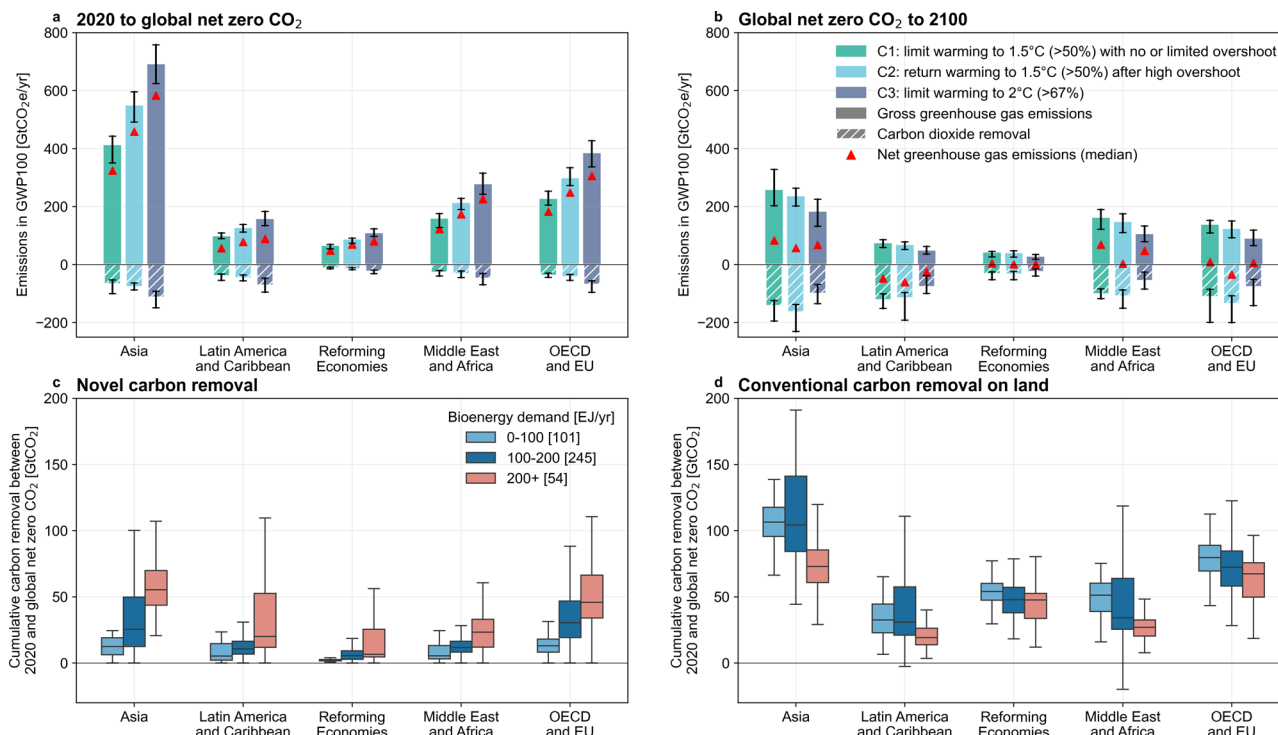 a 2020 to global net zero CO₂
Emissions in GWP100 [GtCO₂e/yr]
800
600
400
200
0
−200
Asia
Latin America
and Caribbean
Reforming
Economies
Middle East
and Africa
OECD
and EU
b Global net zero CO₂ to 2100
Emissions in GWP100 [GtCO₂e/yr]
800
600
400
200
0
−200
C1: limit warming to 1.5°C (>50%) with no or limited overshoot
C2: return warming to 1.5°C (>50%) after high overshoot
C3: limit warming to 2°C (>67%)
Gross greenhouse gas emissions
Carbon dioxide removal
Net greenhouse gas emissions (median)
Asia
Latin America
and Caribbean
Reforming
Economies
Middle East
and Africa
OECD
and EU
c Novel carbon removal
Cumulative carbon removal between
2020 and global net zero CO₂ [GtCO₂]
200
150
100
50
0
Bioenergy demand [EJ/yr]
0-100 [101]
100-200 [245]
200+ [54]
Asia
Latin America
and Caribbean
Reforming
Economies
Middle East
and Africa
OECD
and EU
d Conventional carbon removal on land
Cumulative carbon removal between
2020 and global net zero CO₂ [GtCO₂]
200
150
100
50
0
Asia
Latin America
and Caribbean
Reforming
Economies
Middle East
and Africa
OECD
and EU